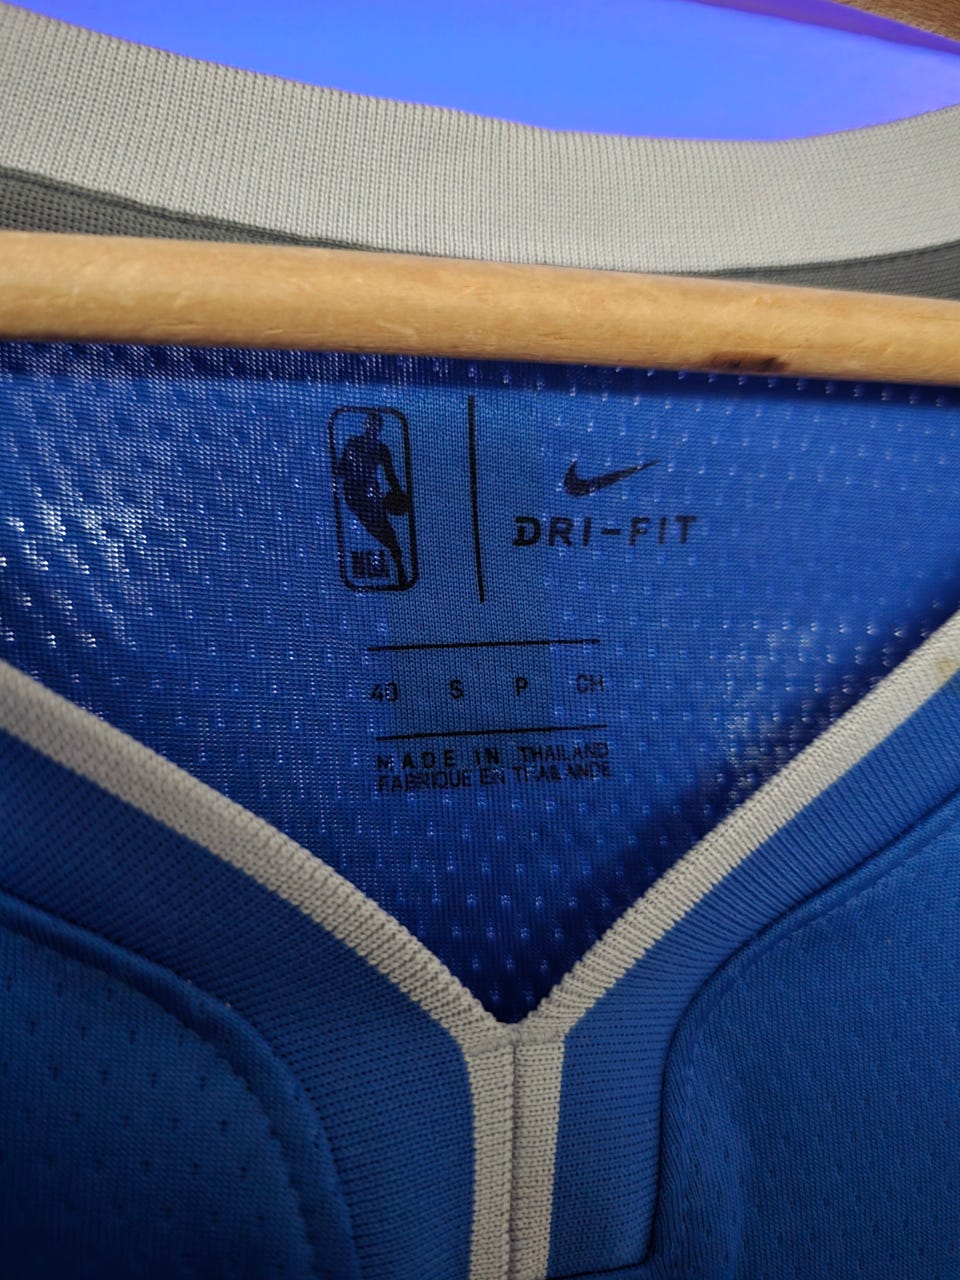 NBA
DRI-FIT
40 S P CH
MADE IN THAILAND
FABRIQUE EN THAILANDE